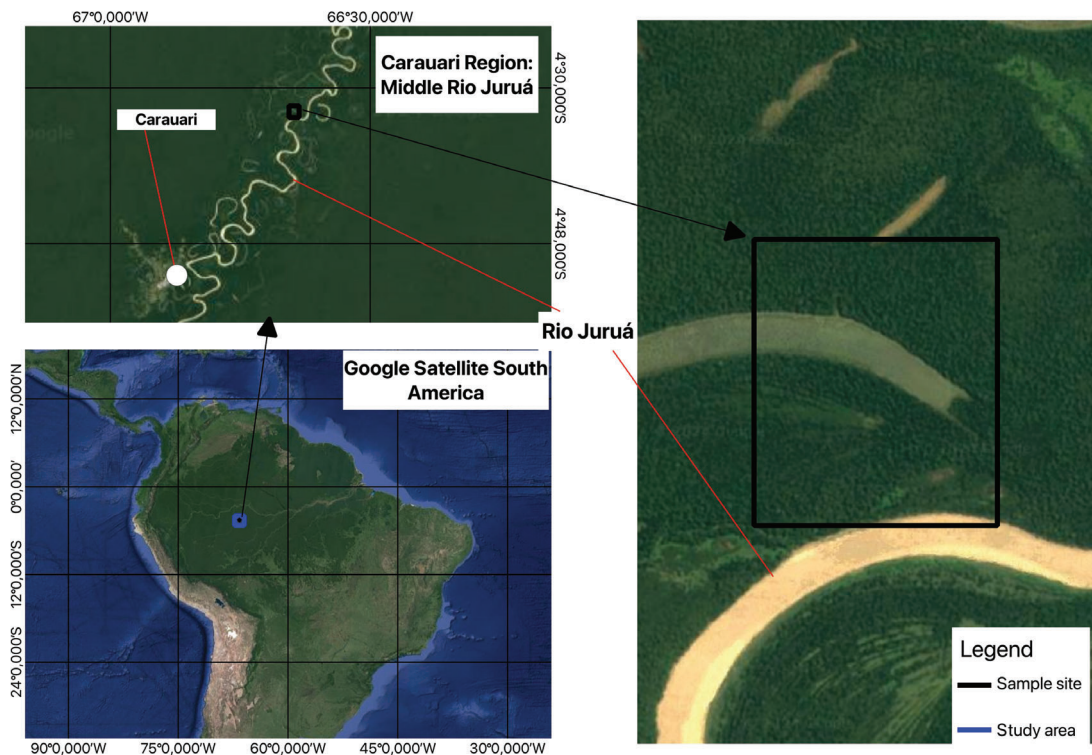 67°0,000'W
66°30,000'W
Carauari Region:
Middle Rio Juruá
Carauari
4°30,000'S
4°48,000'S
Rio Juruá
Google Satellite South
America
12°0,000'N
0°0,000'
12°0,000'S
24°0,000'S
90°0,000'W
75°0,000'W
60°0,000'W
45°0,000'W
30°0,000'W
Legend
Sample site
Study area